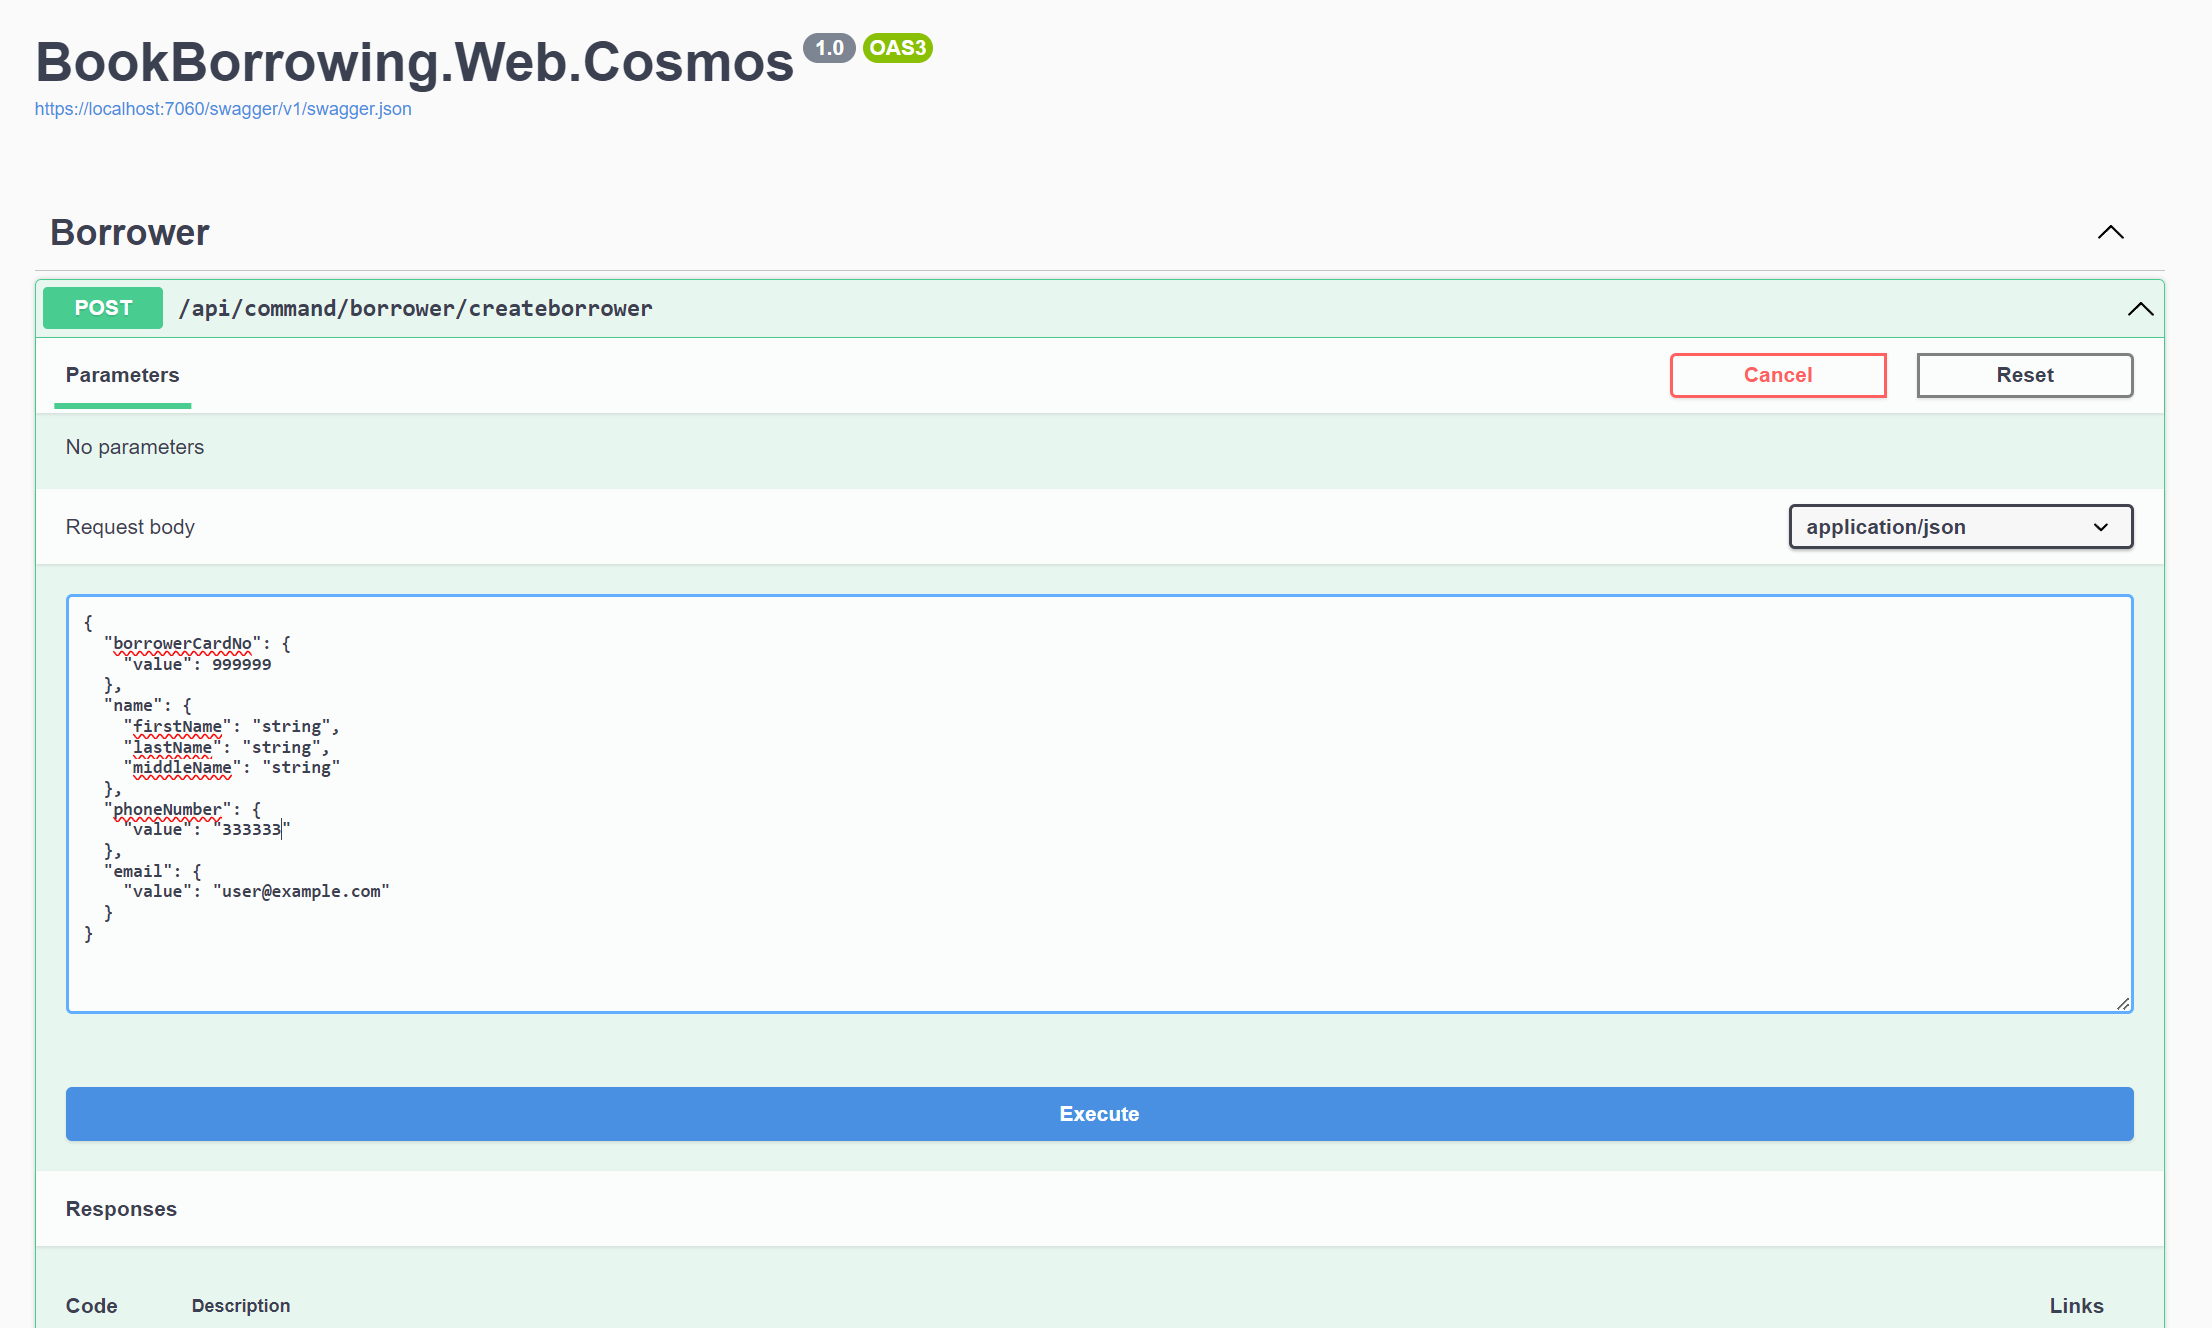 BookBorrowing.Web.Cosmos 1.0 OAS3
https://localhost:7060/swagger/v1/swagger.json
Borrower
POST /api/command/borrower/createborrower
Parameters Cancel Reset
No parameters
Request body application/json
{
  "borrowerCardNo": {
    "value": 999999
  },
  "name": {
    "firstName": "string",
    "lastName": "string",
    "middleName": "string"
  },
  "phoneNumber": {
    "value": "333333"
  },
  "email": {
    "value": "user@example.com"
  }
}
Execute
Responses
Code Description Links